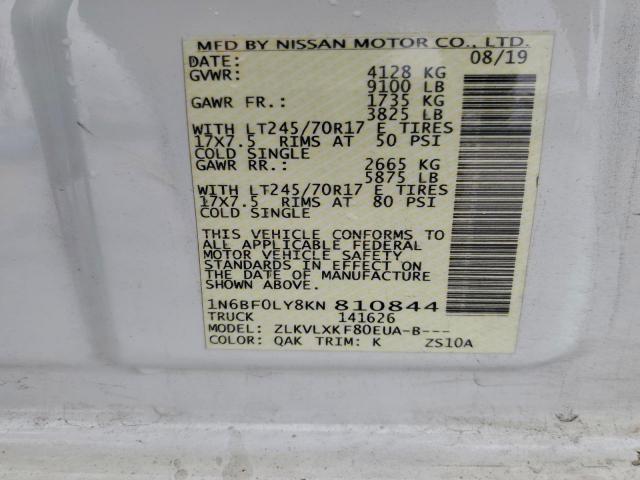 MFD BY NISSAN MOTOR CO., LTD.
DATE: 08/19
GVWR: 4128 KG
9100 LB
GAWR FR.: 1735 KG
3825 LB
WITH LT245/70R17 E TIRES
17X7.5 RIMS AT 50 PSI
COLD SINGLE
GAWR RR.: 2665 KG
5875 LB
WITH LT245/70R17 E TIRES
17X7.5 RIMS AT 80 PSI
COLD SINGLE
THIS VEHICLE CONFORMS TO
ALL APPLICABLE FEDERAL
MOTOR VEHICLE SAFETY
STANDARDS IN EFFECT ON
THE DATE OF MANUFACTURE
SHOWN ABOVE.
1N6BF0LY8KN 810844
TRUCK 141626
MODEL: ZLKVLXKF80EUA-B---
COLOR: QAK TRIM: K ZS10A